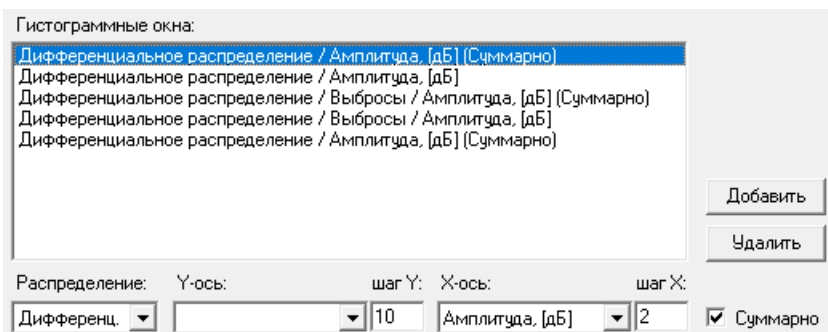 Гистограммные окна:
Дифференциальное распределение / Амплитуда, [дБ] (Суммарно)
Дифференциальное распределение / Амплитуда, [дБ]
Дифференциальное распределение / Выбросы / Амплитуда, [дБ] (Суммарно)
Дифференциальное распределение / Выбросы / Амплитуда, [дБ]
Дифференциальное распределение / Амплитуда, [дБ] (Суммарно)
Добавить
Удалить
Распределение: Y-ось: шаг Y: X-ось: шаг X:
Дифференц. 10 Амплитуда, [дБ] 2 Суммарно